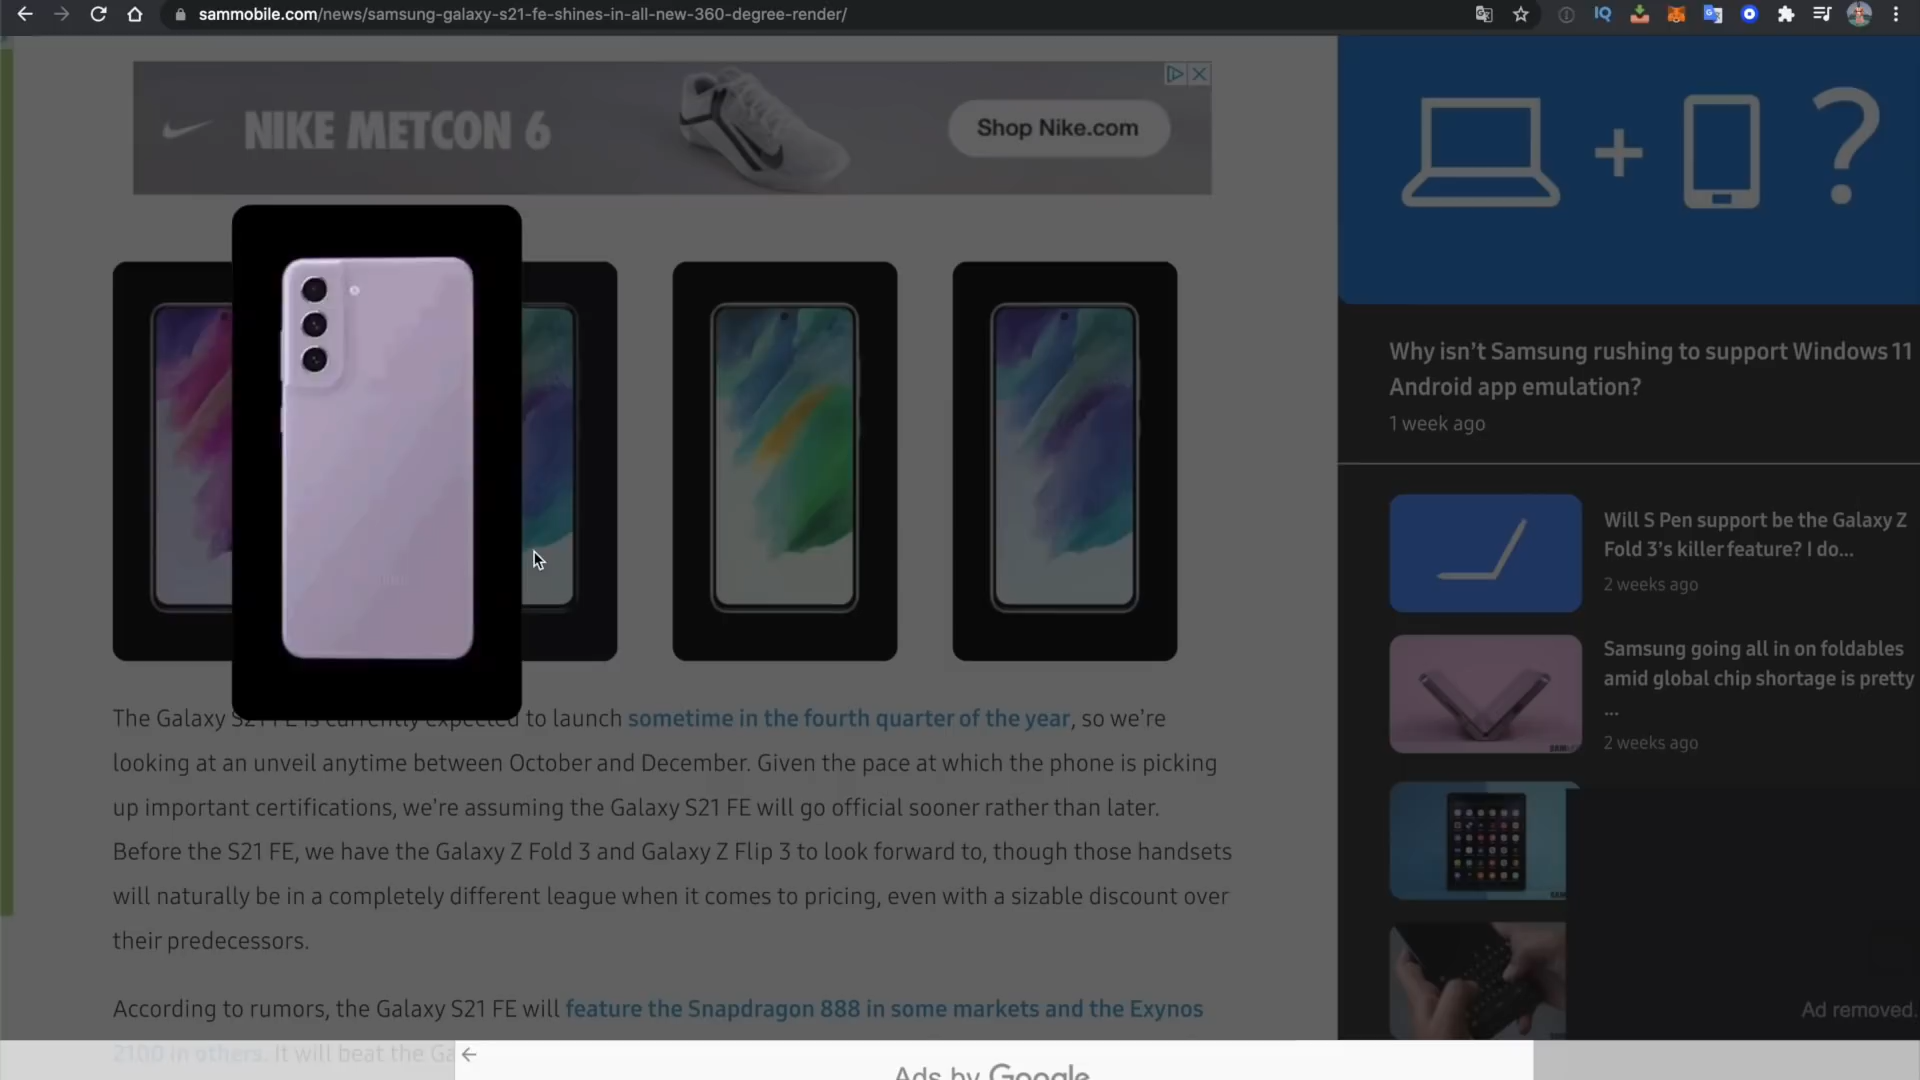 sammobile.com/news/samsung-galaxy-s21-fe-shines-in-all-new-360-degree-render/
NIKE METCON 6
Shop Nike.com
Why isn’t Samsung rushing to support Windows 11
Android app emulation?
1 week ago
Will S Pen support be the Galaxy Z
Fold 3’s killer feature? I do...
2 weeks ago
Samsung going all in on foldables
amid global chip shortage is pretty
...
2 weeks ago
The Galaxy S21 FE is currently expected to launch sometime in the fourth quarter of the year, so we’re
looking at an unveil anytime between October and December. Given the pace at which the phone is picking
up important certifications, we’re assuming the Galaxy S21 FE will go official sooner rather than later.
Before the S21 FE, we have the Galaxy Z Fold 3 and Galaxy Z Flip 3 to look forward to, though those handsets
will naturally be in a completely different league when it comes to pricing, even with a sizable discount over
their predecessors.
According to rumors, the Galaxy S21 FE will feature the Snapdragon 888 in some markets and the Exynos
2100 in others. It will beat the Ga
Ad removed.
Ads by Google